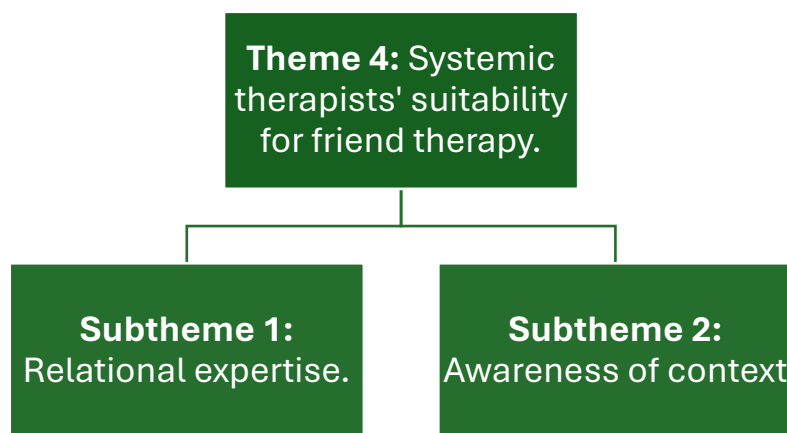 Theme 4: Systemic
therapists' suitability
for friend therapy.
Subtheme 1:
Relational expertise.
Subtheme 2:
Awareness of context